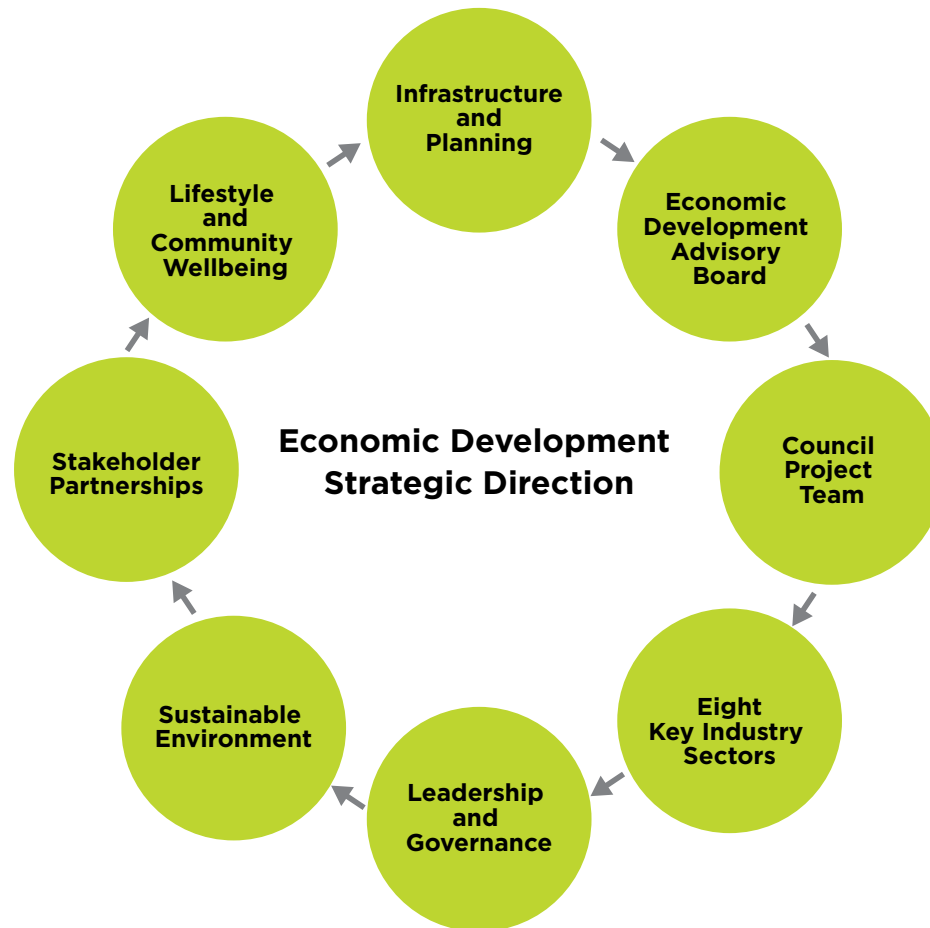 Infrastructure
and
Planning
Economic
Development
Advisory
Board
Council
Project
Team
Eight
Key Industry
Sectors
Leadership
and
Governance
Sustainable
Environment
Stakeholder
Partnerships
Lifestyle
and
Community
Wellbeing
Economic Development
Strategic Direction